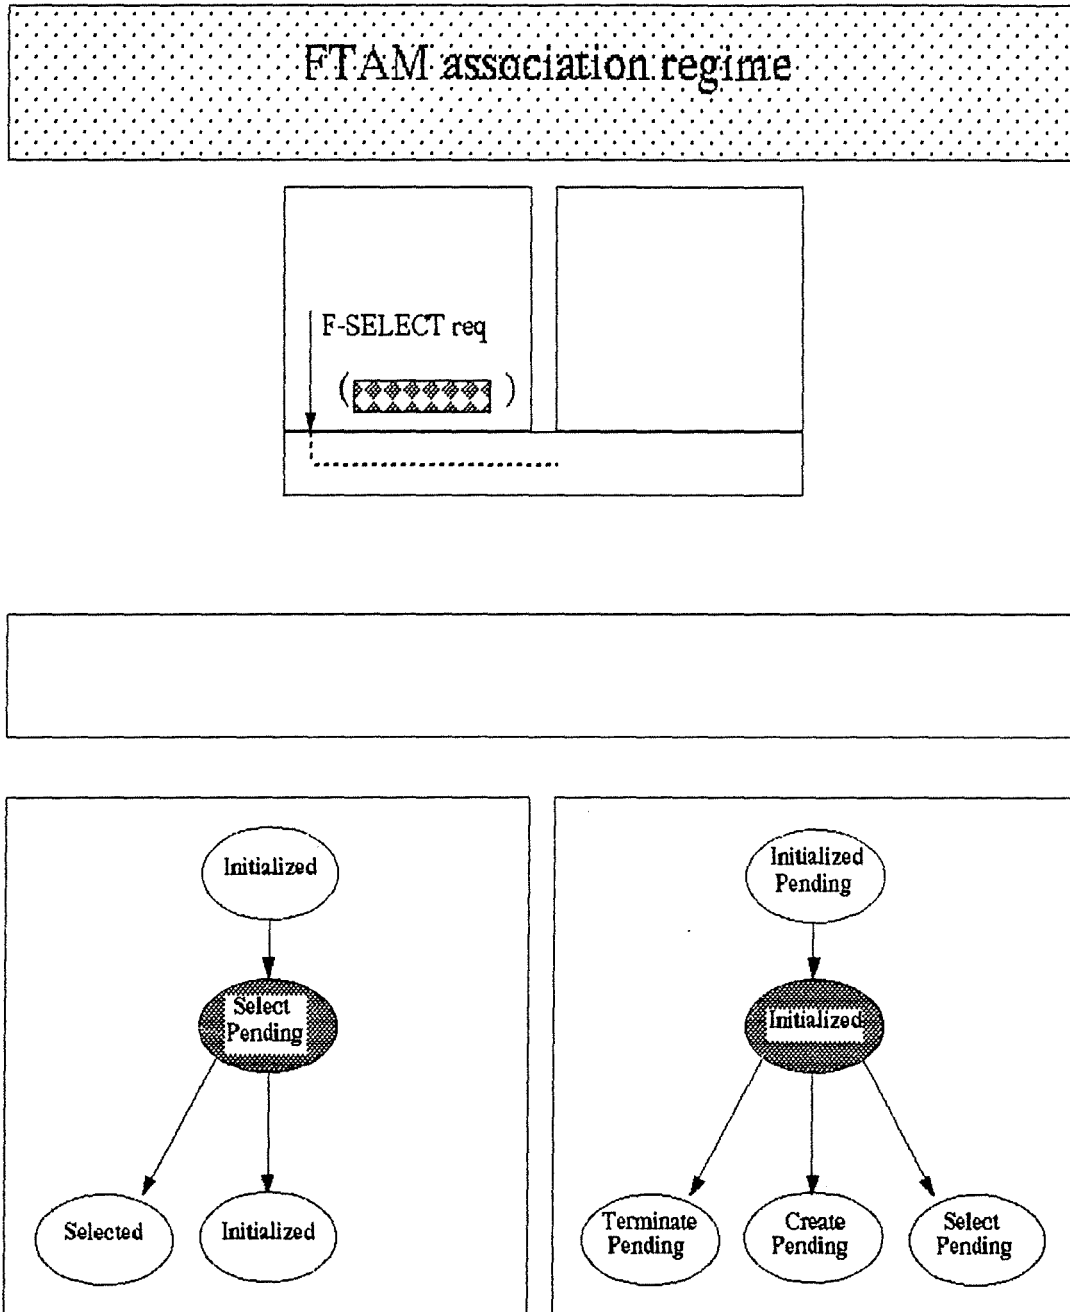 FTAM association regime
F-SELECT req
( )
Initialized
Select
Pending
Selected
Initialized
Initialized
Pending
Initialized
Terminate
Pending
Create
Pending
Select
Pending